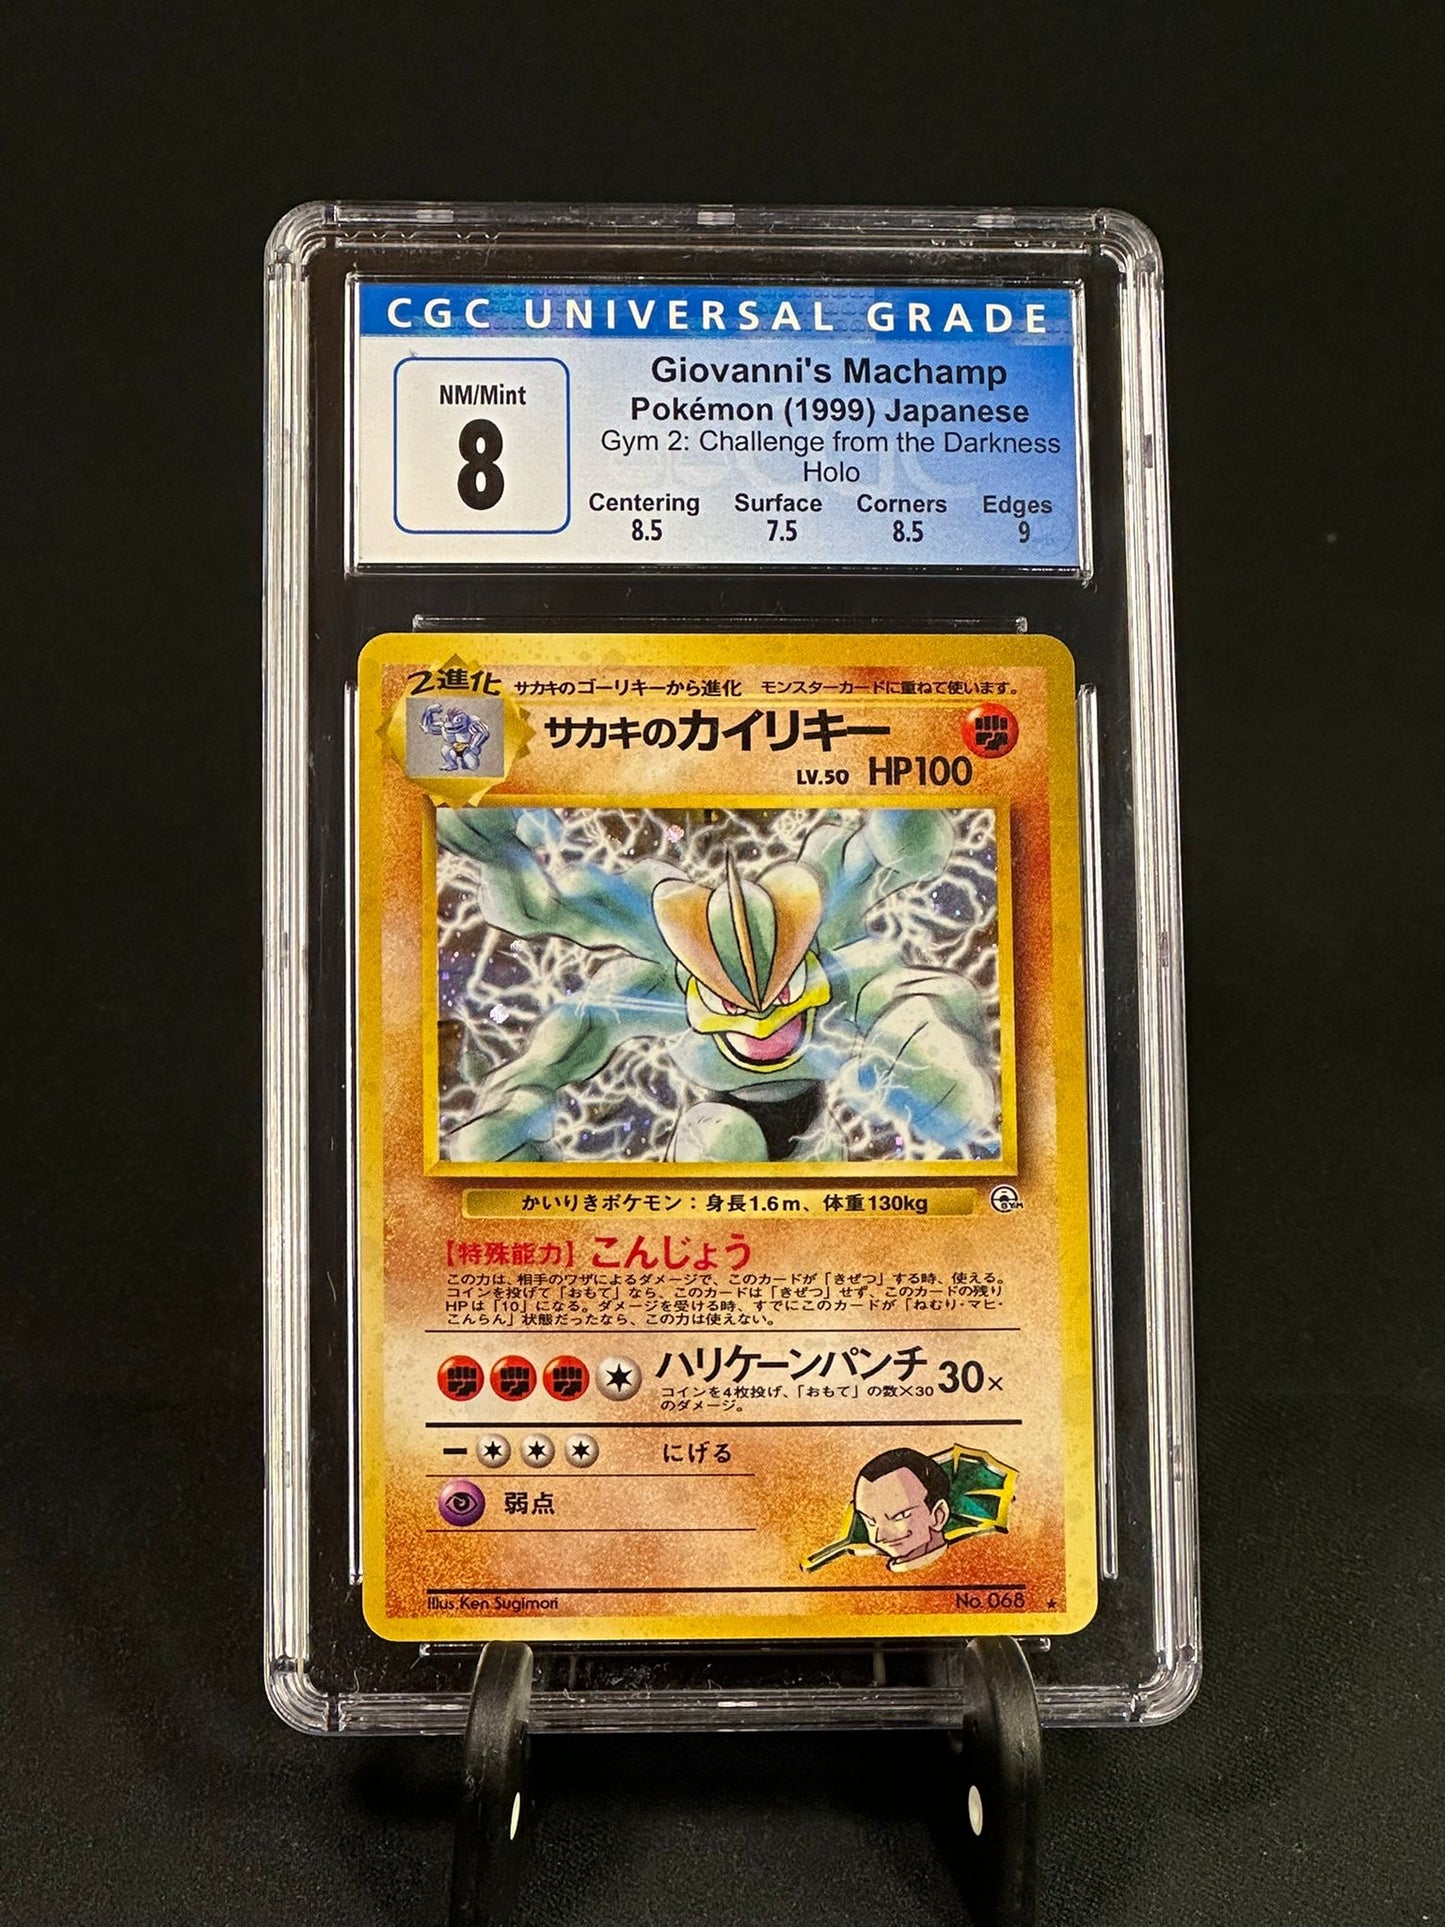 CGC UNIVERSAL GRADE
NM/Mint
8
Giovanni's Machamp
Pokémon (1999) Japanese
Gym 2: Challenge from the Darkness
Holo
Centering Surface Corners Edges
8.5 7.5 8.5 9
2進化 サカキのゴーリキーから進化 モンスターカードに重ねて使います。
サカキのカイリキー
LV.50 HP100
かいりきポケモン：身長1.6m、体重130kg
GYM
【特殊能力】こんじょう
この力は、相手のワザによるダメージで、このカードが「きぜつ」する時、使える。
コインを投げて「おもて」なら、このカードは「きぜつ」せず、このカードの残り
HPは「10」になる。ダメージを受ける時、すでにこのカードが「ねむり・マヒ・
こんらん」状態だったなら、この力は使えない。
ハリケーンパンチ 30×
コインを4枚投げ、「おもて」の数×30
のダメージ。
ー にげる
弱点
Illus. Ken Sugimori No. 068 ★